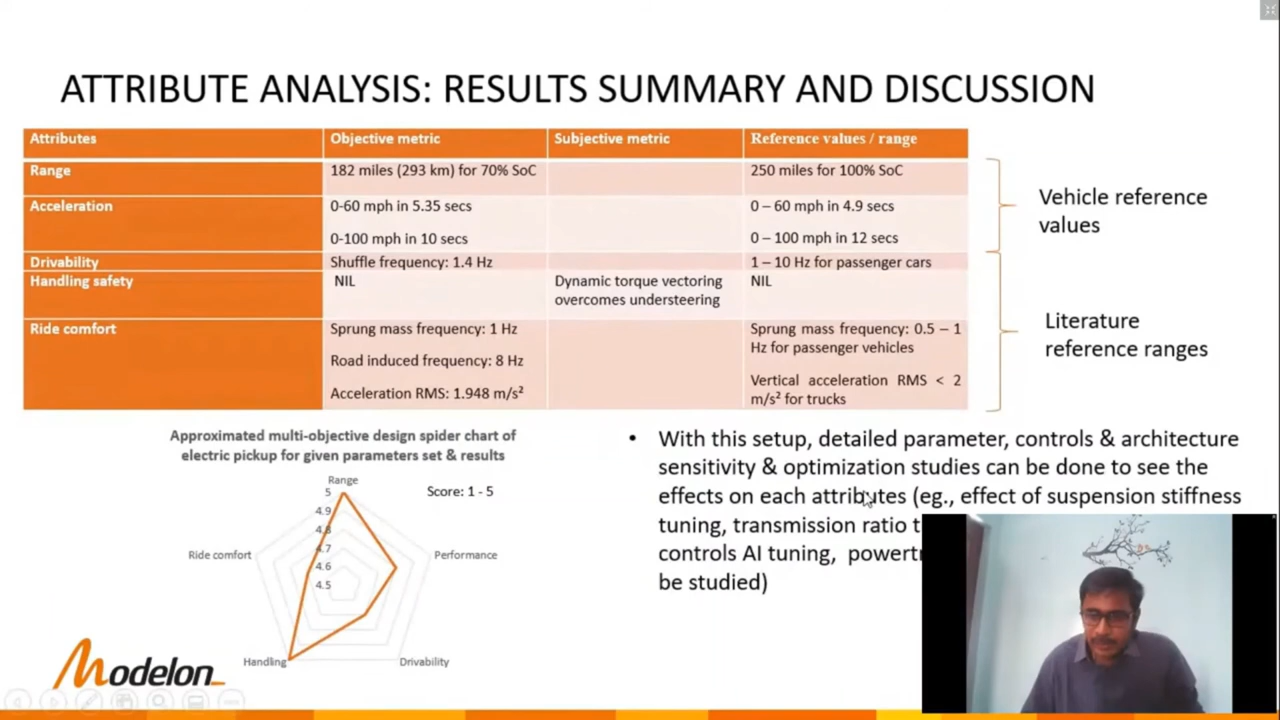 ATTRIBUTE ANALYSIS: RESULTS SUMMARY AND DISCUSSION
Attributes Objective metric Subjective metric Reference values / range
Range 182 miles (293 km) for 70% SoC 250 miles for 100% SoC
Acceleration 0-60 mph in 5.35 secs 0 – 60 mph in 4.9 secs
0-100 mph in 10 secs 0 – 100 mph in 12 secs
Drivability Shuffle frequency: 1.4 Hz 1 – 10 Hz for passenger cars
Handling safety NIL Dynamic torque vectoring NIL
overcomes understeering
Ride comfort Sprung mass frequency: 1 Hz Sprung mass frequency: 0.5 – 1
Hz for passenger vehicles
Road induced frequency: 8 Hz
Vertical acceleration RMS < 2
Acceleration RMS: 1.948 m/s²
m/s² for trucks
Vehicle reference
values
Literature
reference ranges
Approximated multi-objective design spider chart of
electric pickup for given parameters set & results
Score: 1 - 5
Range
5
4.9
4.8
4.7
4.6
4.5
Performance
Drivability
Handling
Ride comfort
• With this setup, detailed parameter, controls & architecture
sensitivity & optimization studies can be done to see the
effects on each attributes (eg., effect of suspension stiffness
tuning, transmission ratio t
controls AI tuning, powertr
be studied)
Modelon